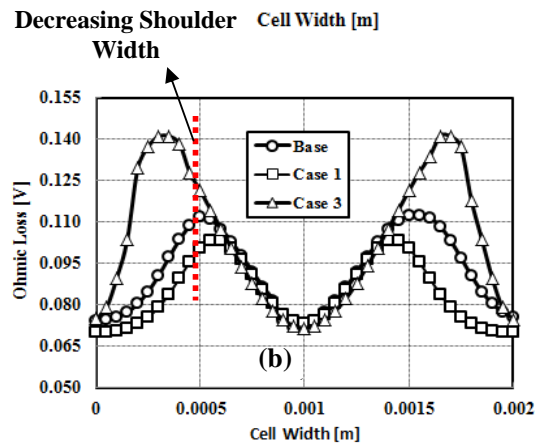 Decreasing Shoulder
Width
Cell Width [m]
Ohmic Loss [V]
0.155
0.140
0.125
0.110
0.095
0.080
0.065
0.050
Base
Case 1
Case 3
(b)
0
0.0005
0.001
0.0015
0.002
Cell Width [m]